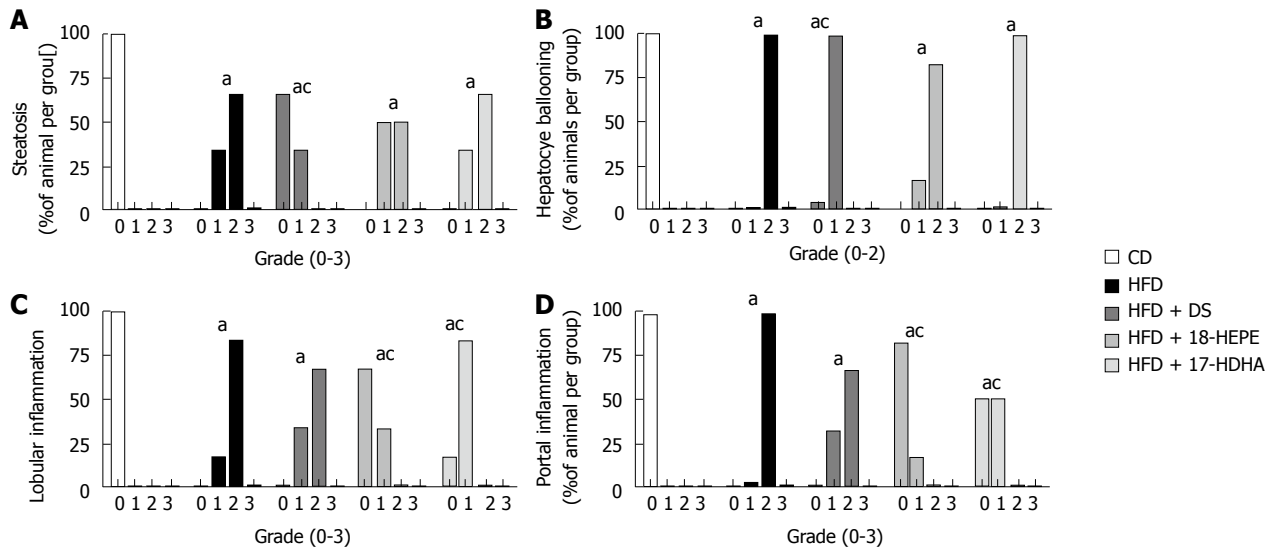 A
Steatosis
(%of animal per grou[)
100
75
50
25
0
a
ac
a
a
0 1 2 3 0 1 2 3 0 1 2 3 0 1 2 3 0 1 2 3
Grade (0-3)
B
Hepatocye ballooning
(%of animals per group)
100
75
50
25
0
a
ac
a
a
0 1 2 3 0 1 2 3 0 1 2 3 0 1 2 3 0 1 2 3
Grade (0-2)
C
Lobular inflammation
100
75
50
25
0
a
a
ac
ac
0 1 2 3 0 1 2 3 0 1 2 3 0 1 2 3 0 1 2 3
Grade (0-3)
D
Portal inflammation
(%of animal per group)
100
75
50
25
0
a
a
ac
ac
0 1 2 3 0 1 2 3 0 1 2 3 0 1 2 3 0 1 2 3
Grade (0-3)
CD
HFD
HFD + DS
HFD + 18-HEPE
HFD + 17-HDHA